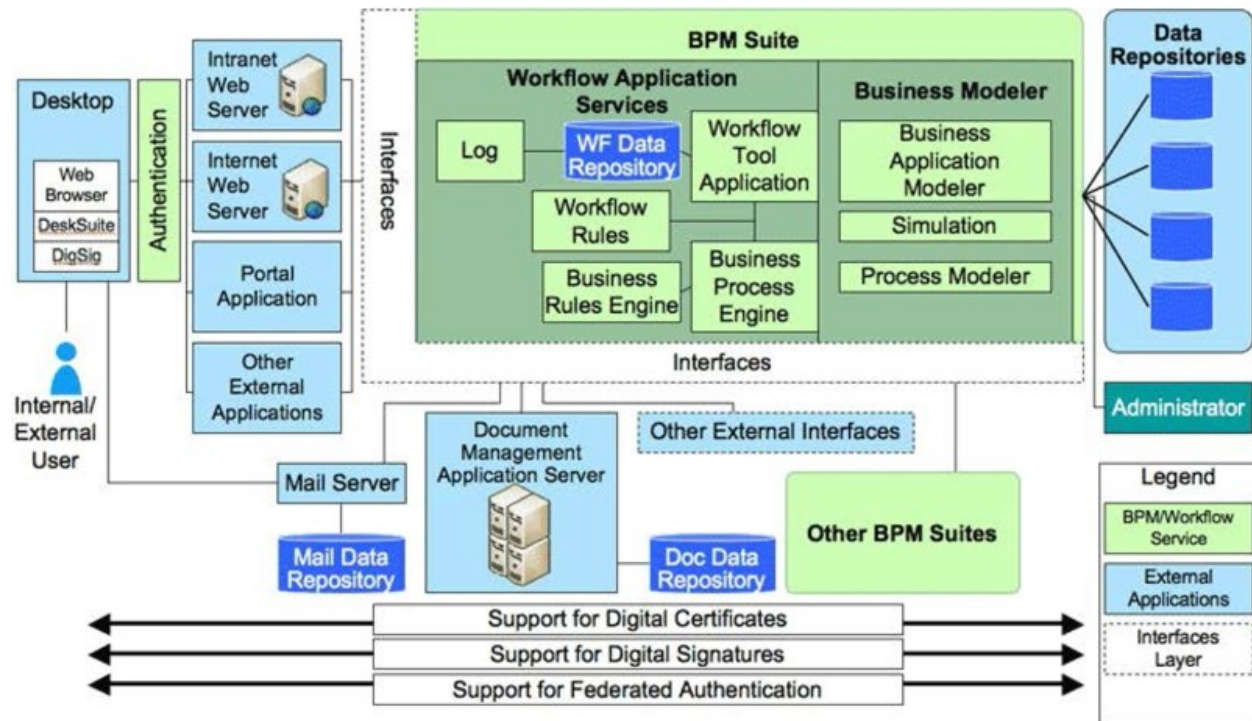 Desktop
Web
Browser
DeskSuite
DigSig
Internal/
External
User
Authentication
Intranet
Web
Server
Internet
Web
Server
Portal
Application
Other
External
Applications
Interfaces
BPM Suite
Workflow Application
Services
Log
WF Data
Repository
Workflow
Tool
Application
Workflow
Rules
Business
Rules Engine
Business
Process
Engine
Business Modeler
Business
Application
Modeler
Simulation
Process Modeler
Interfaces
Data
Repositories
Administrator
Mail Server
Mail Data
Repository
Document
Management
Application Server
Doc Data
Repository
Other External Interfaces
Other BPM Suites
Legend
BPM/Workflow
Service
External
Applications
Interfaces
Layer
Support for Digital Certificates
Support for Digital Signatures
Support for Federated Authentication